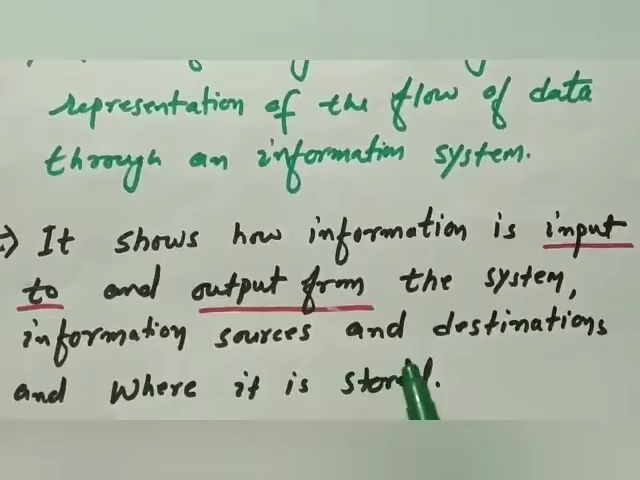 representation of the flow of data
through an information system.
:) It shows how information is input
to and output from the system,
information sources and destinations
and where it is stored.